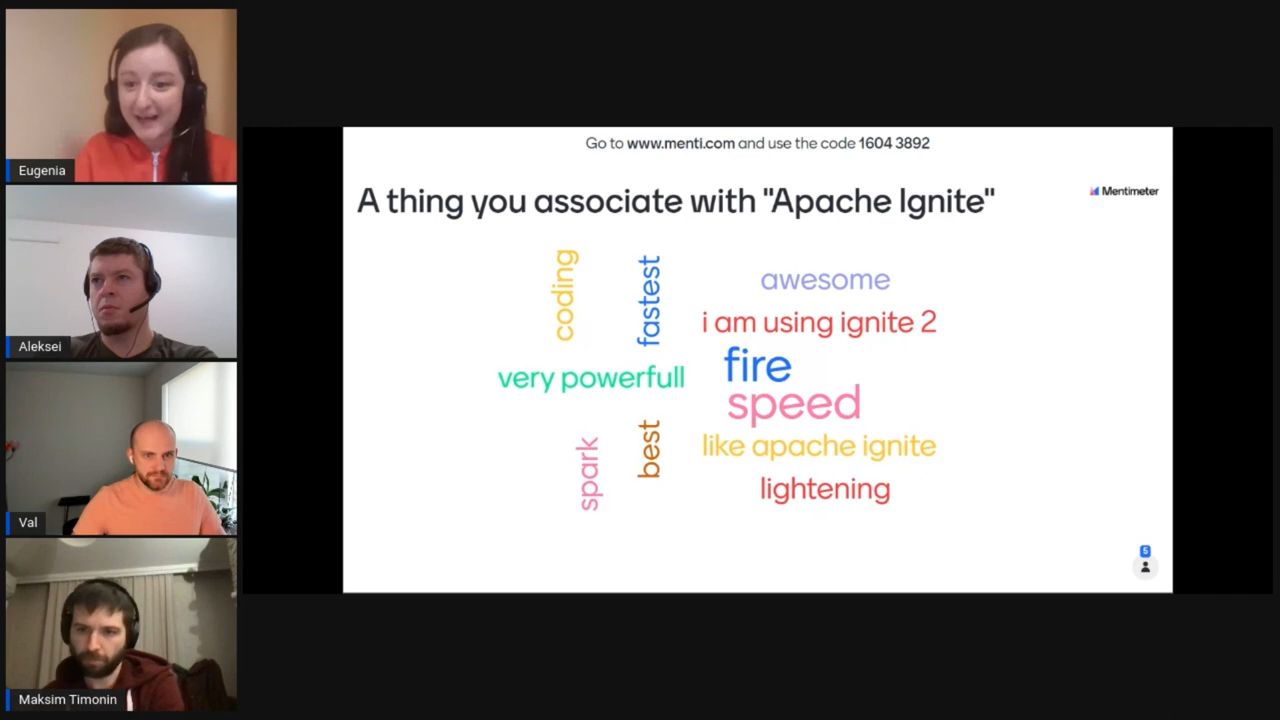 Eugenia
Aleksei
Val
Maksim Timonin
Go to www.menti.com and use the code 1604 3892
A thing you associate with "Apache Ignite"
Mentimeter
coding
fastest
awesome
i am using ignite 2
fire
very powerfull
speed
spark
best
like apache ignite
lightening
5